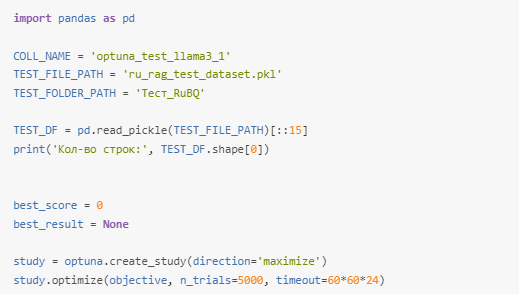 import pandas as pd
COLL_NAME = 'optuna_test_llama3_1'
TEST_FILE_PATH = 'ru_rag_test_dataset.pkl'
TEST_FOLDER_PATH = 'Тест_RuBQ'
TEST_DF = pd.read_pickle(TEST_FILE_PATH)[::15]
print('Кол-во строк:', TEST_DF.shape[0])
best_score = 0
best_result = None
study = optuna.create_study(direction='maximize')
study.optimize(objective, n_trials=5000, timeout=60*60*24)